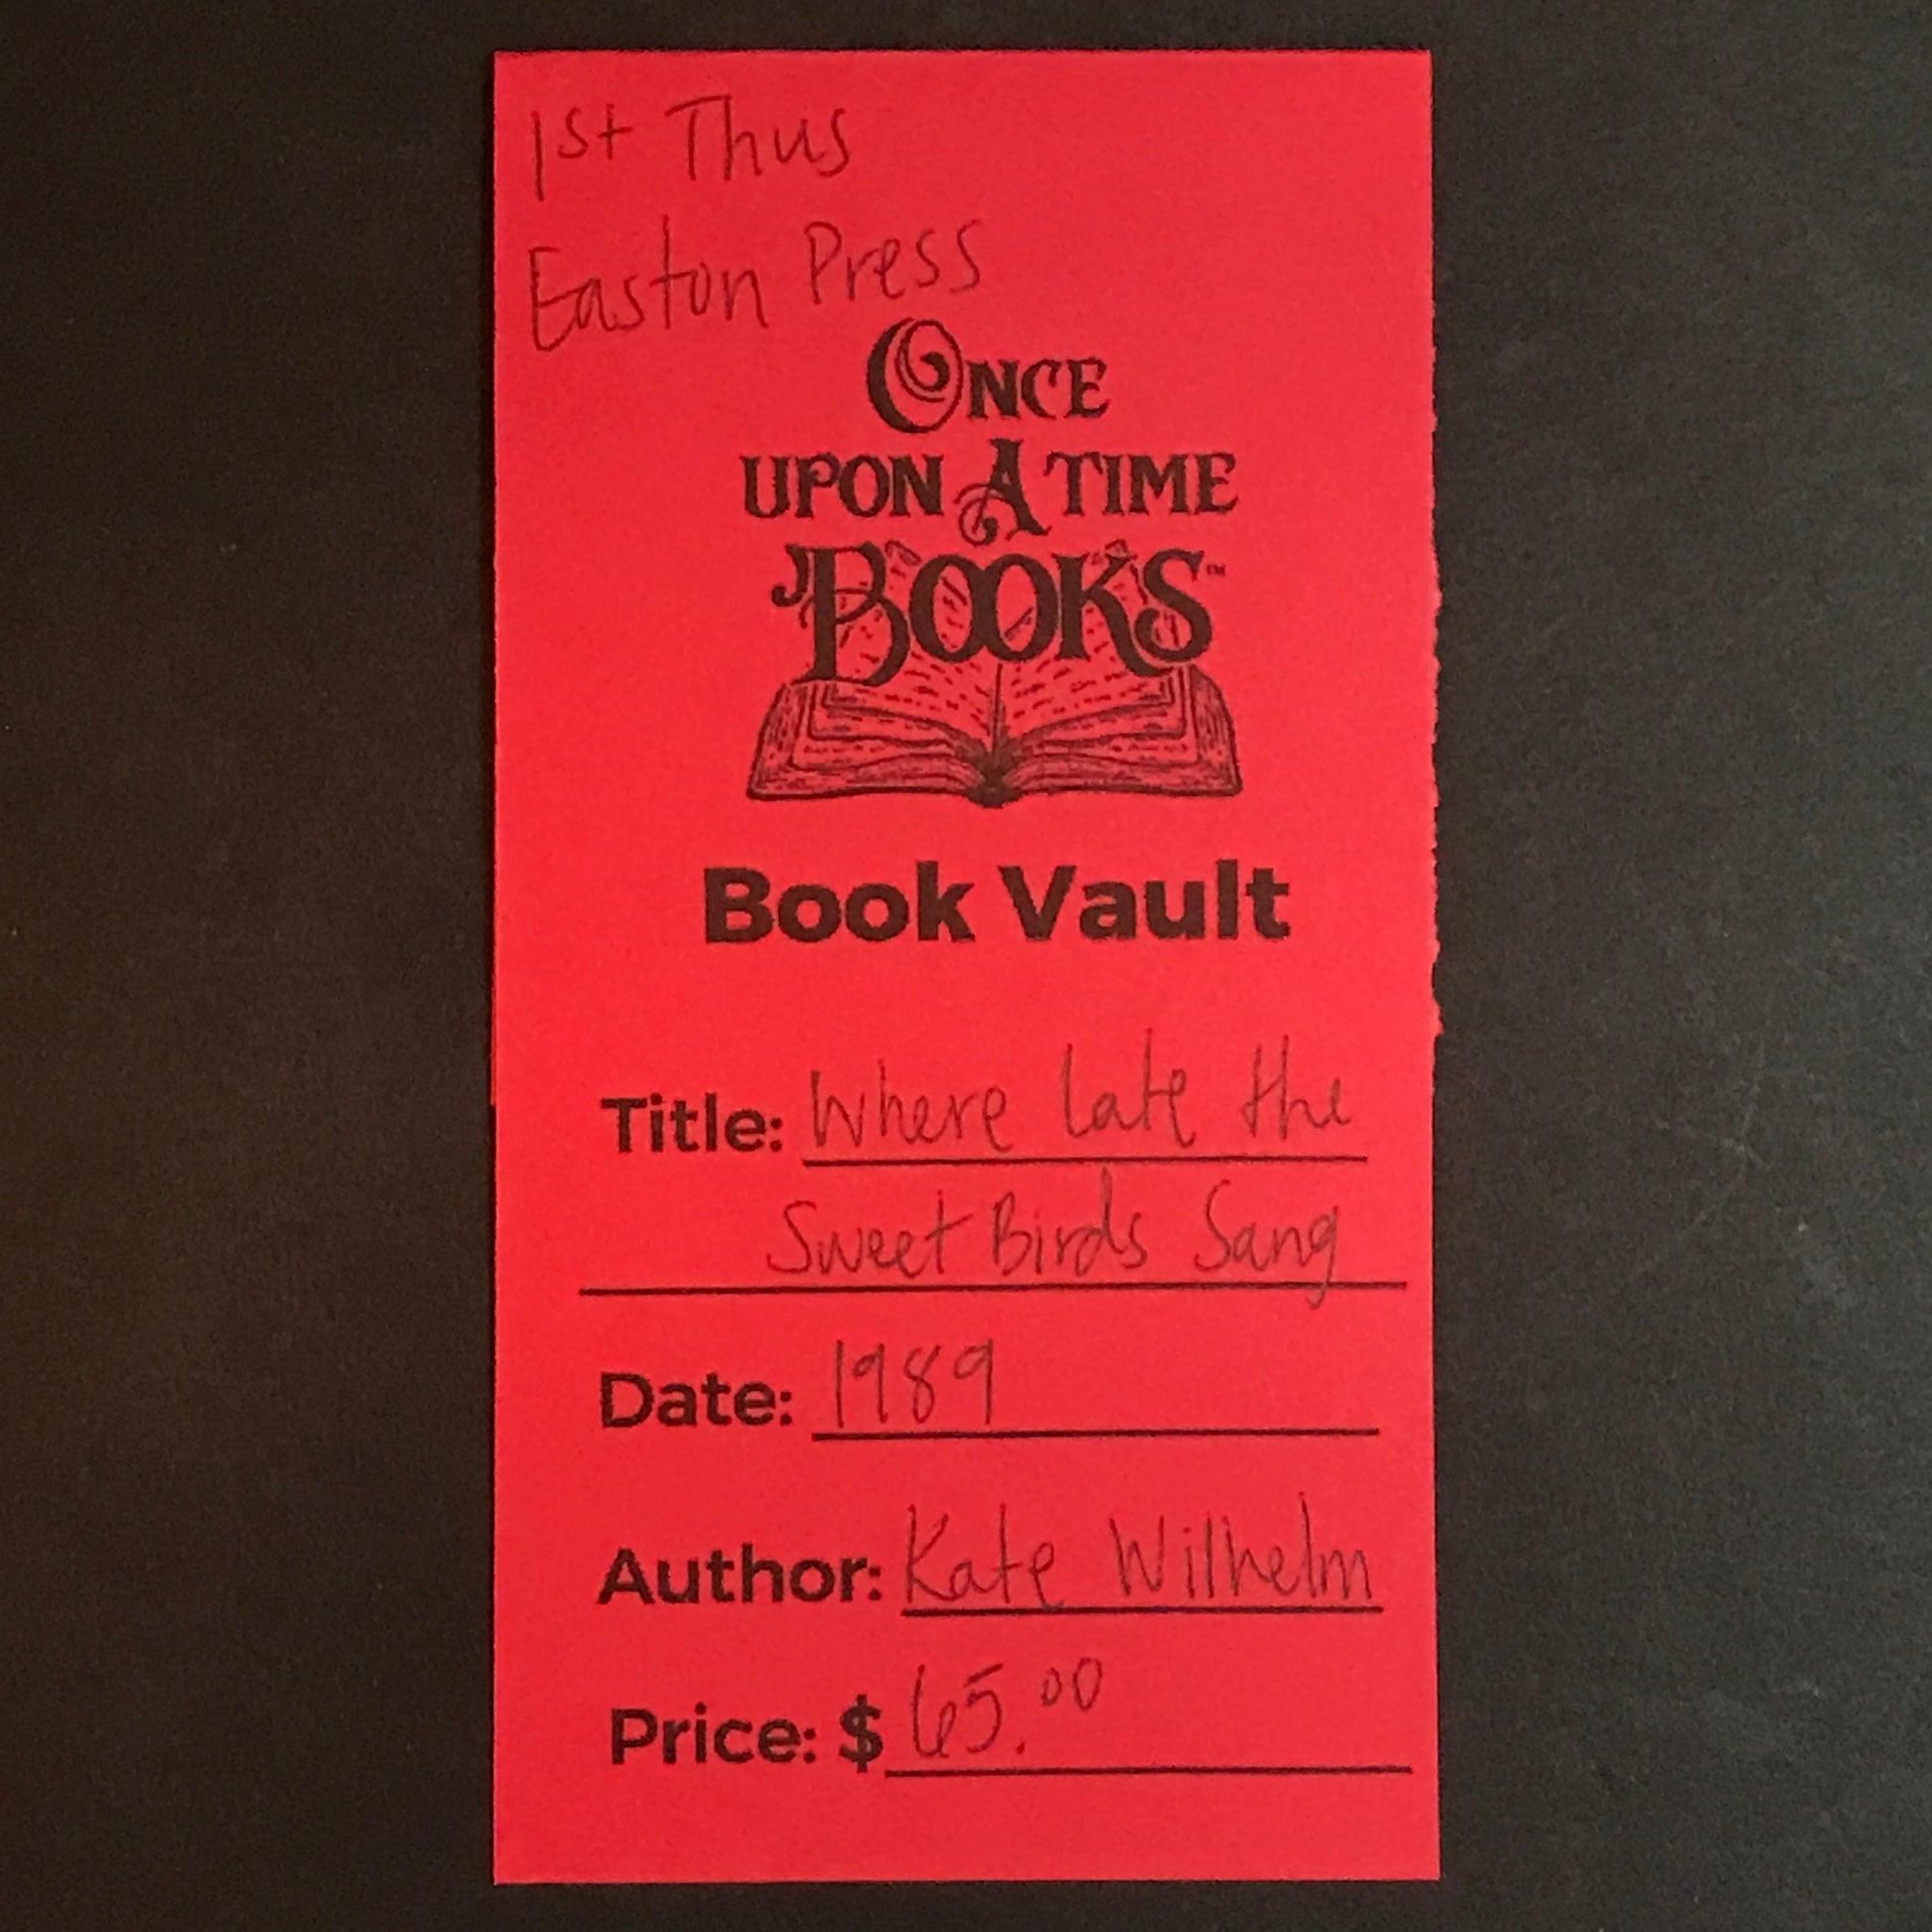 1st Thus
Easton Press
ONCE
UPON A TIME
BOOKS™
Book Vault
Title: Where Late the
Sweet Birds Sang
Date: 1989
Author: Kate Wilhelm
Price: $ 65.00